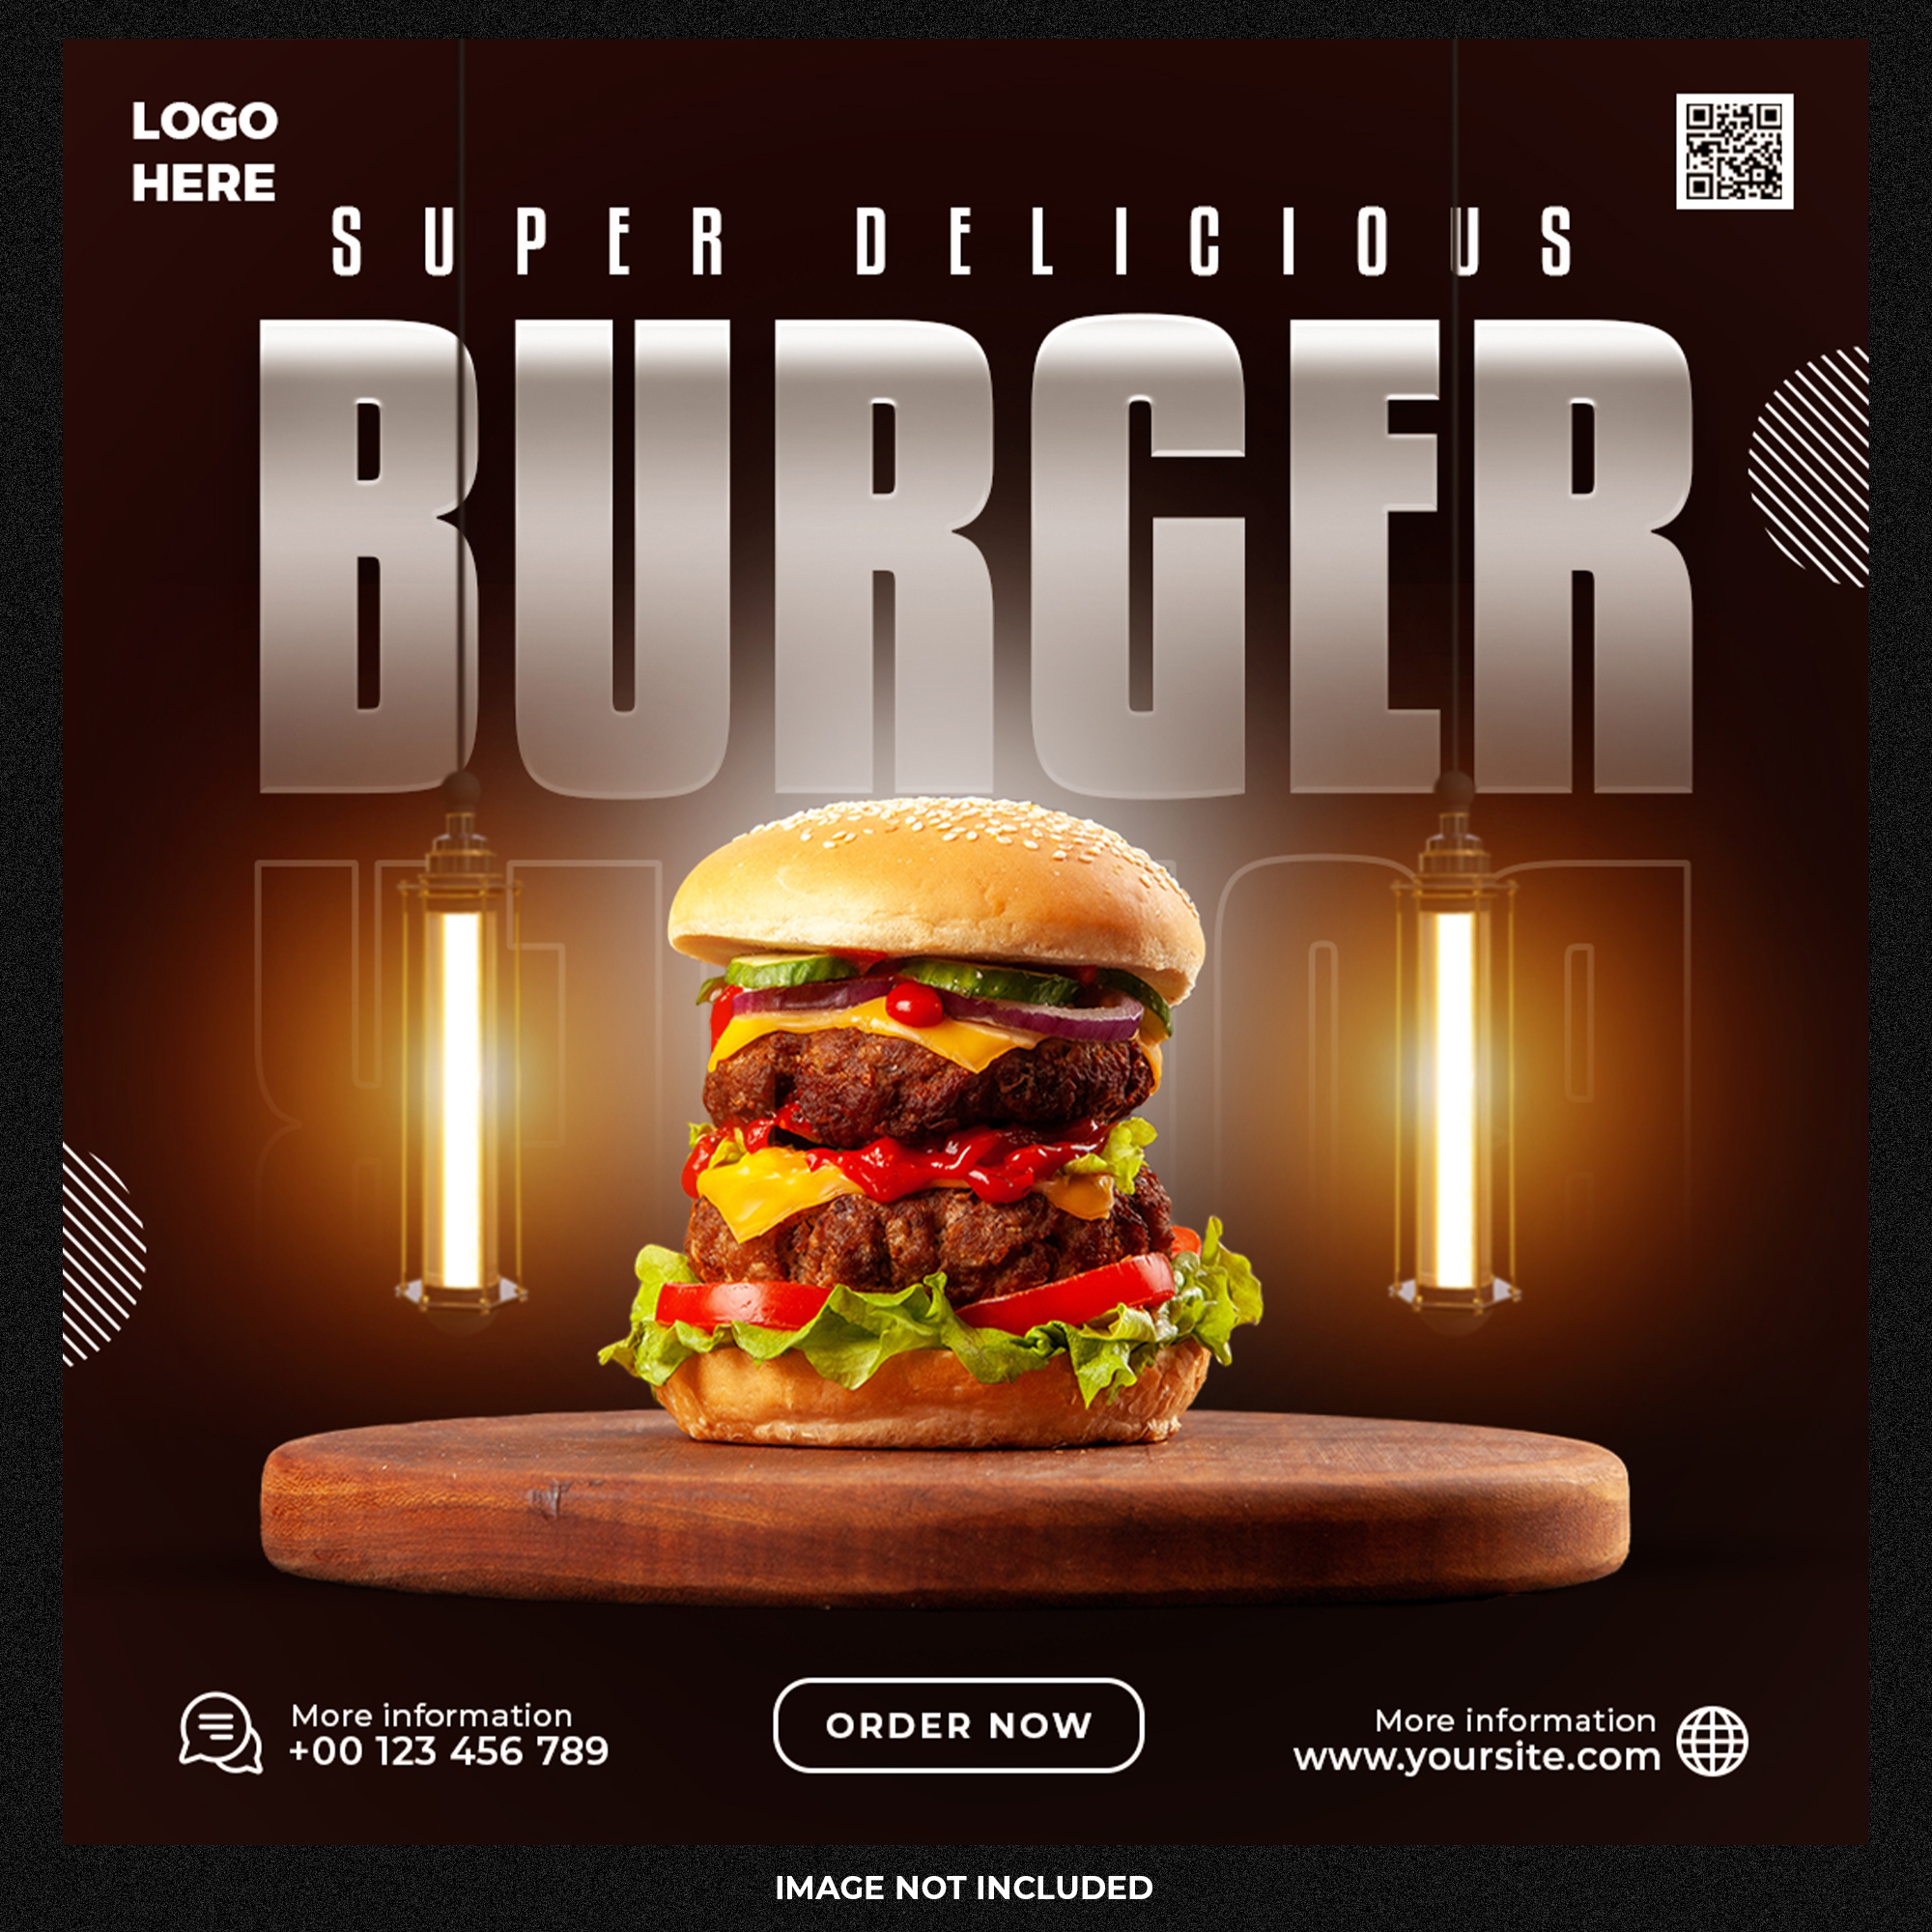 LOGO
HERE
SUPER DELICIOUS
BURGER
More information
+00 123 456 789
ORDER NOW
More information
www.yoursite.com
IMAGE NOT INCLUDED